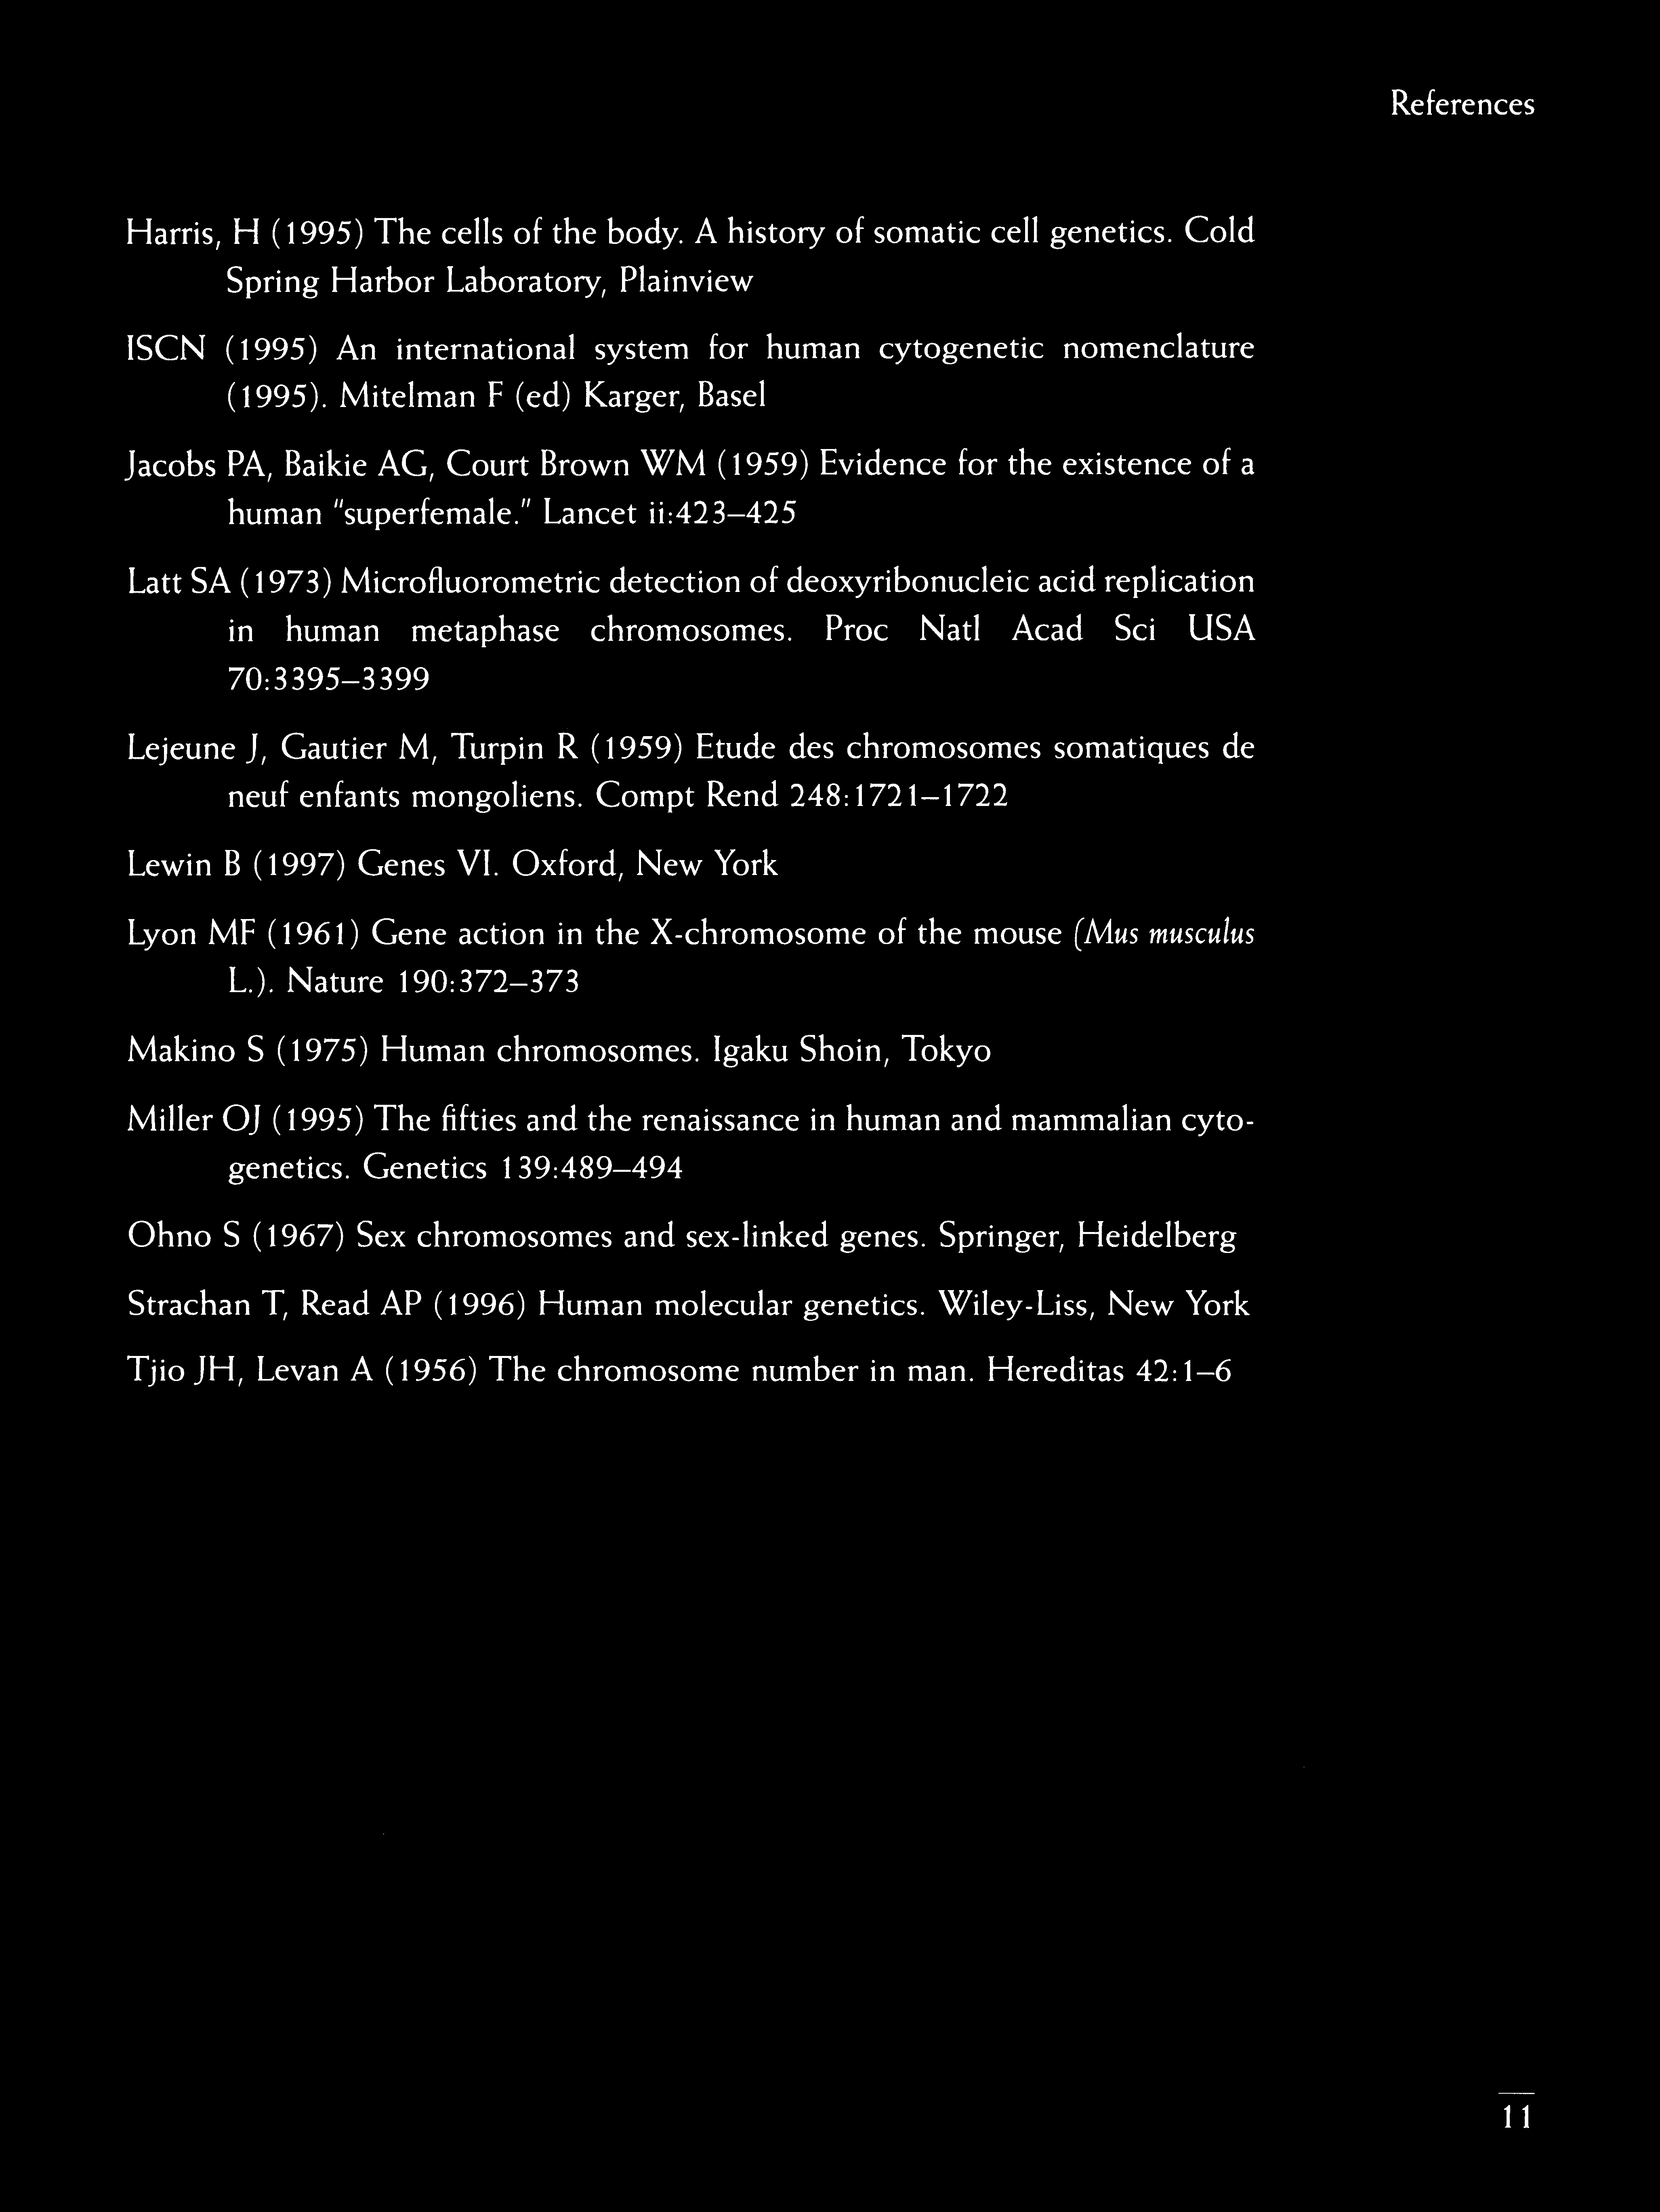 References
Harris, H (1995) The cells of the body. A history of somatic cell genetics. Cold
Spring Harbor Laboratory, Plainview
ISCN (1995) An international system for human cytogenetic nomenclature
(1995). Mitelman F (ed) Karger, Basel
Jacobs PA, Baikie AG, Court Brown WM (1959) Evidence for the existence of a
human "superfemale." Lancet ii:423–425
Latt SA (1973) Microfluorometric detection of deoxyribonucleic acid replication
in human metaphase chromosomes. Proc Natl Acad Sci USA
70:3395–3399
Lejeune J, Gautier M, Turpin R (1959) Etude des chromosomes somatiques de
neuf enfants mongoliens. Compt Rend 248:1721–1722
Lewin B (1997) Genes VI. Oxford, New York
Lyon MF (1961) Gene action in the X-chromosome of the mouse (Mus musculus
L.). Nature 190:372–373
Makino S (1975) Human chromosomes. Igaku Shoin, Tokyo
Miller OJ (1995) The fifties and the renaissance in human and mammalian cyto-
genetics. Genetics 139:489–494
Ohno S (1967) Sex chromosomes and sex-linked genes. Springer, Heidelberg
Strachan T, Read AP (1996) Human molecular genetics. Wiley-Liss, New York
Tjio JH, Levan A (1956) The chromosome number in man. Hereditas 42:1–6
11